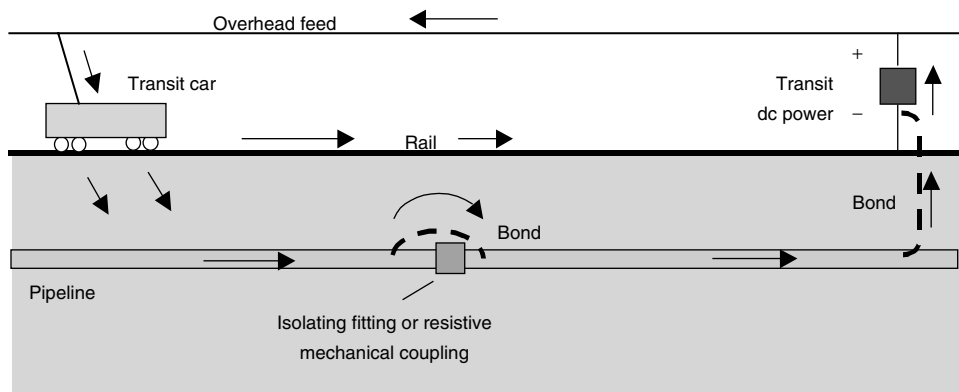 Overhead feed
Transit car
+
Transit
dc power
−
Rail
Bond
Bond
Pipeline
Isolating fitting or resistive
mechanical coupling